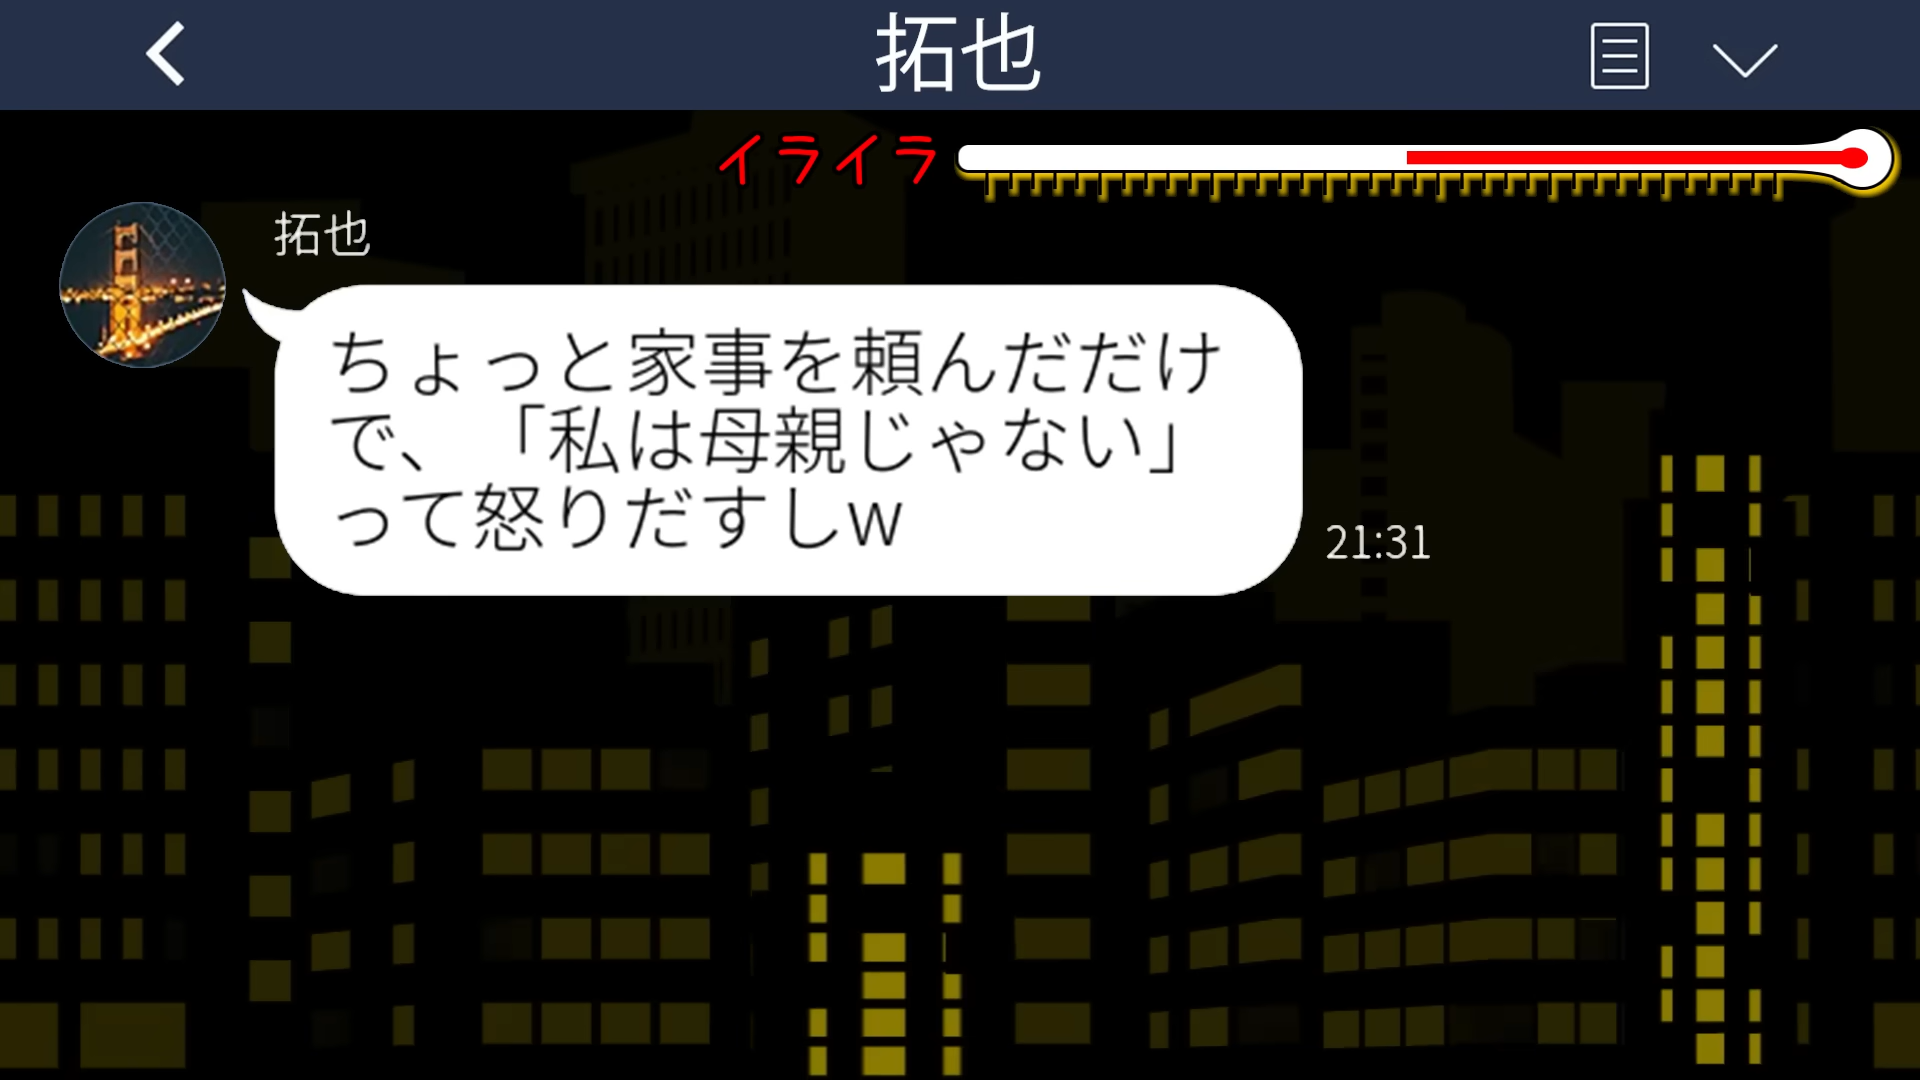 拓也
イライラ
拓也
ちょっと家事を頼んだだけ
で、「私は母親じゃない」
って怒りだすしw
21:31